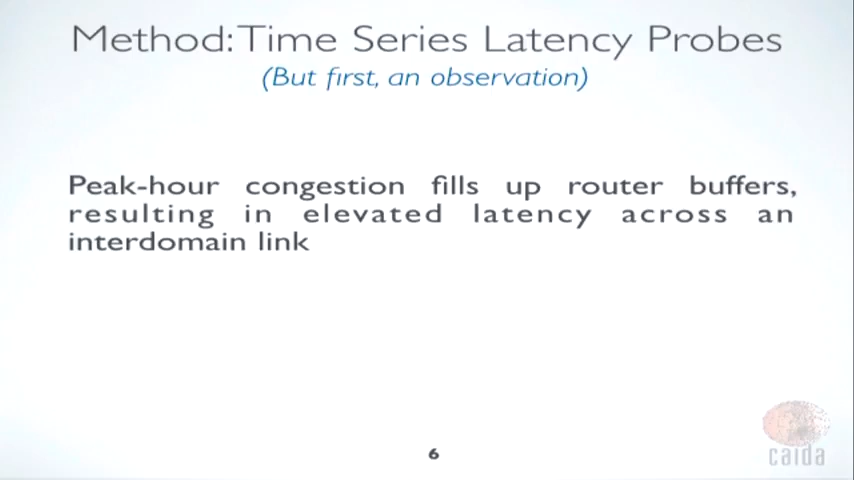 Method: Time Series Latency Probes
(But first, an observation)
Peak-hour congestion fills up router buffers,
resulting in elevated latency across an
interdomain link
6
caida